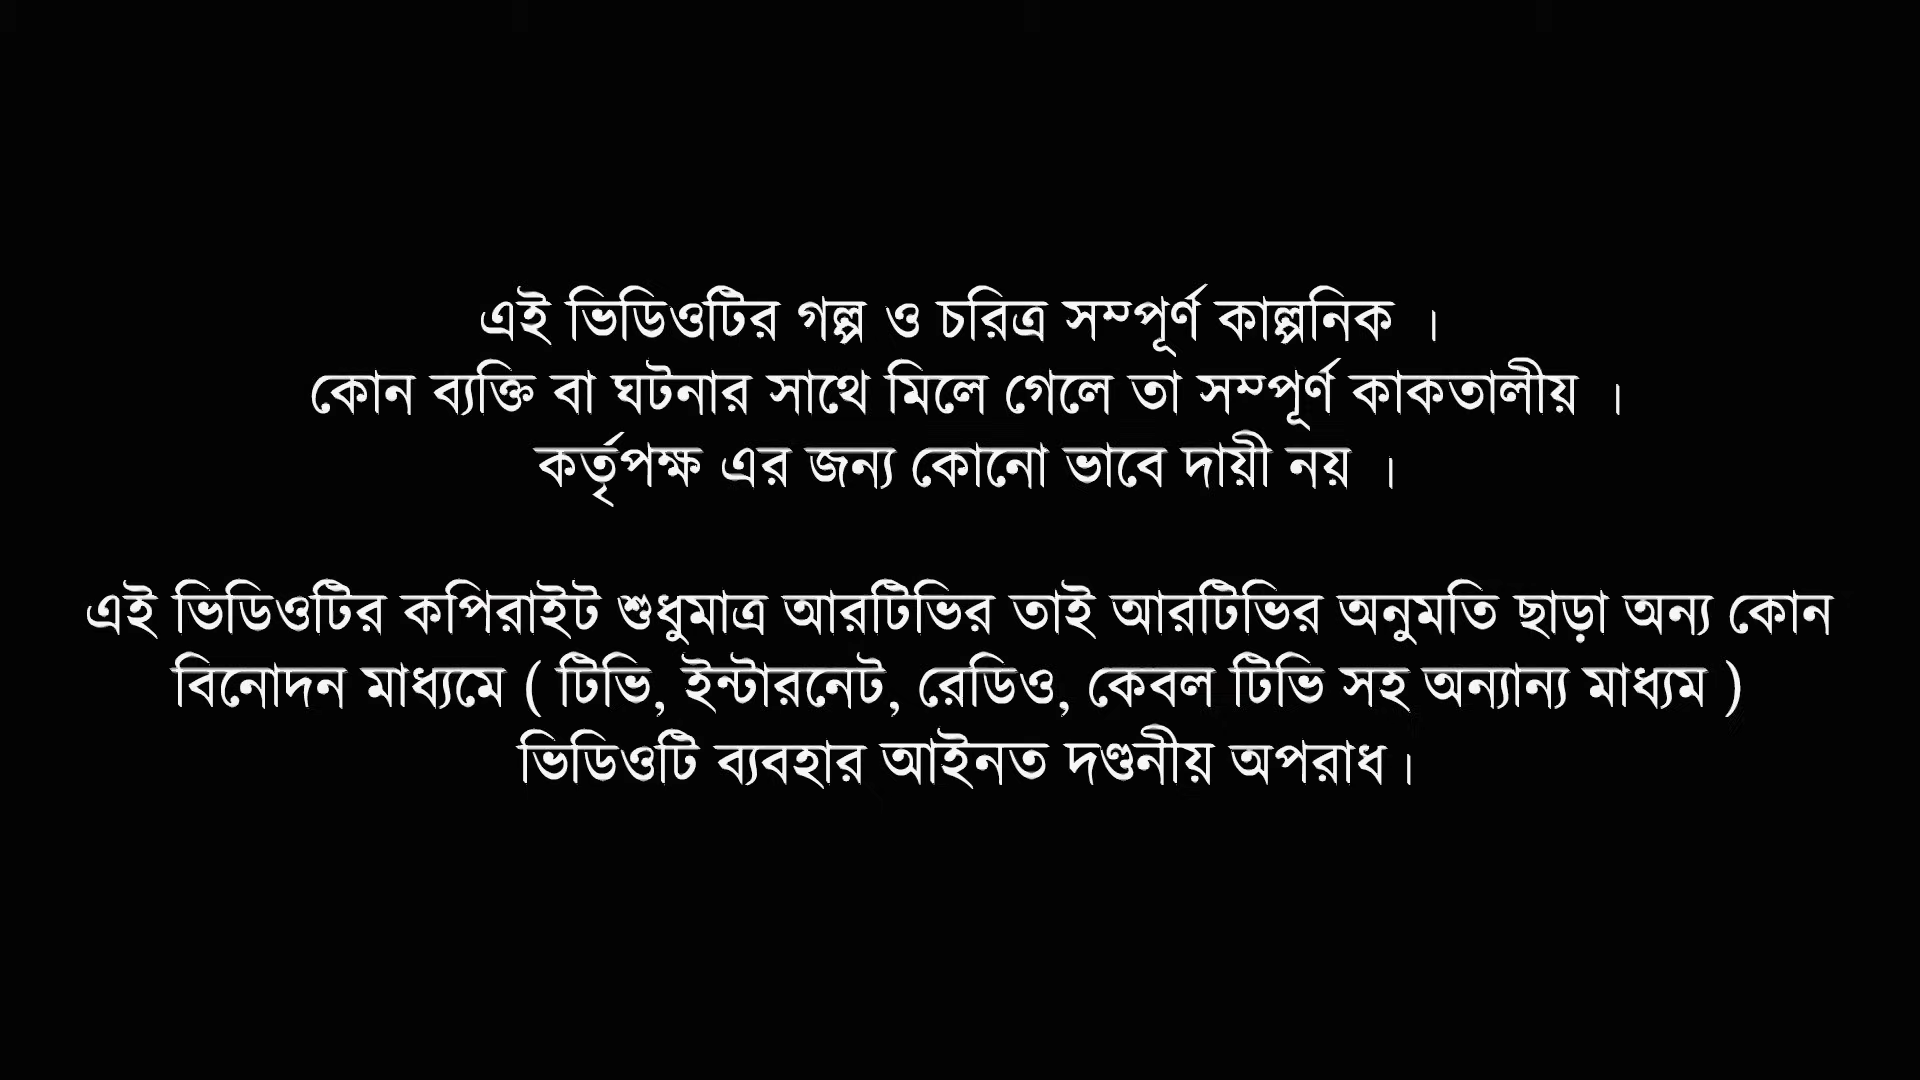 এই ভিডিওটির গল্প ও চরিত্র সম্পূর্ণ কাল্পনিক ।
কোন ব্যক্তি বা ঘটনার সাথে মিলে গেলে তা সম্পূর্ণ কাকতালীয় ।
কর্তৃপক্ষ এর জন্য কোনো ভাবে দায়ী নয় ।
এই ভিডিওটির কপিরাইট শুধুমাত্র আরটিভির তাই আরটিভির অনুমতি ছাড়া অন্য কোন
বিনোদন মাধ্যমে ( টিভি, ইন্টারনেট, রেডিও, কেবল টিভি সহ অন্যান্য মাধ্যম )
ভিডিওটি ব্যবহার আইনত দণ্ডনীয় অপরাধ।